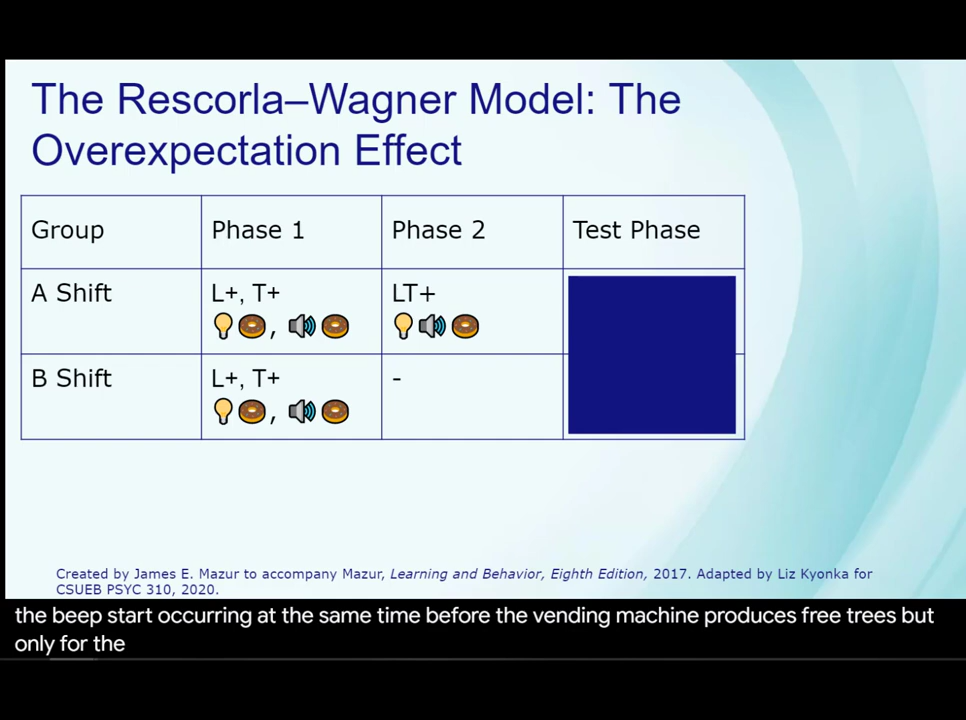 The Rescorla–Wagner Model: The
Overexpectation Effect
Group Phase 1 Phase 2 Test Phase
A Shift L+, T+ LT+
,
B Shift L+, T+ -
,
Created by James E. Mazur to accompany Mazur, Learning and Behavior, Eighth Edition, 2017. Adapted by Liz Kyonka for
CSUEB PSYC 310, 2020.
the beep start occurring at the same time before the vending machine produces free trees but
only for the